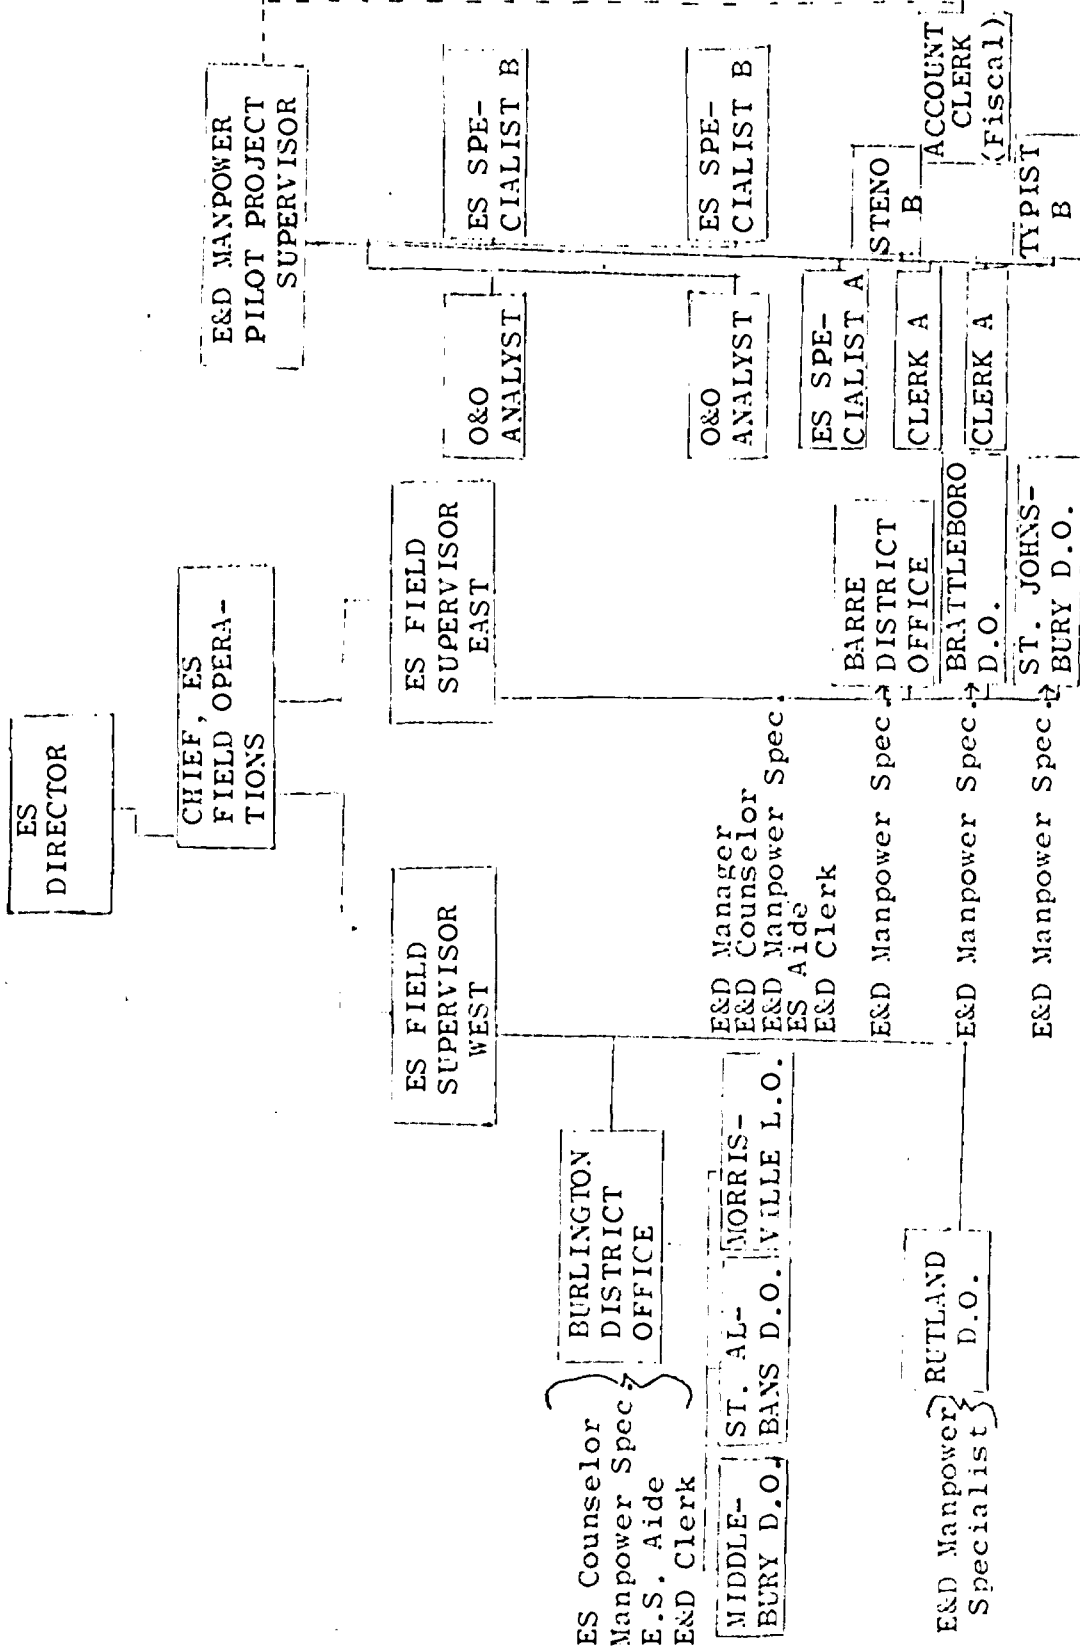 ES
DIRECTOR
CHIEF, ES
FIELD OPERA-
TIONS
E&D MANPOWER
PILOT PROJECT
SUPERVISOR
ES FIELD
SUPERVISOR
WEST
ES FIELD
SUPERVISOR
EAST
O&O
ANALYST
ES SPE-
CIALIST B
BURLINGTON
DISTRICT
OFFICE
ES Counselor
Manpower Spec.
E.S. Aide
E&D Clerk
MIDDLE-
BURY D.O.
ST. AL-
BANS D.O.
MORRIS-
VILLE L.O.
E&D Manager
E&D Counselor
E&D Manpower Spec.
ES Aide
E&D Clerk
O&O
ANALYST
ES SPE-
CIALIST B
ES SPE-
CIALIST A
STENO
B
E&D Manpower Spec.
BARRE
DISTRICT
OFFICE
CLERK A
ACCOUNT
CLERK
(Fiscal)
E&D Manpower
Specialist
RUTLAND
D.O.
E&D Manpower Spec.
BRATTLEBORO
D.O.
CLERK A
TYPIST
B
E&D Manpower Spec.
ST. JOHNS-
BURY D.O.